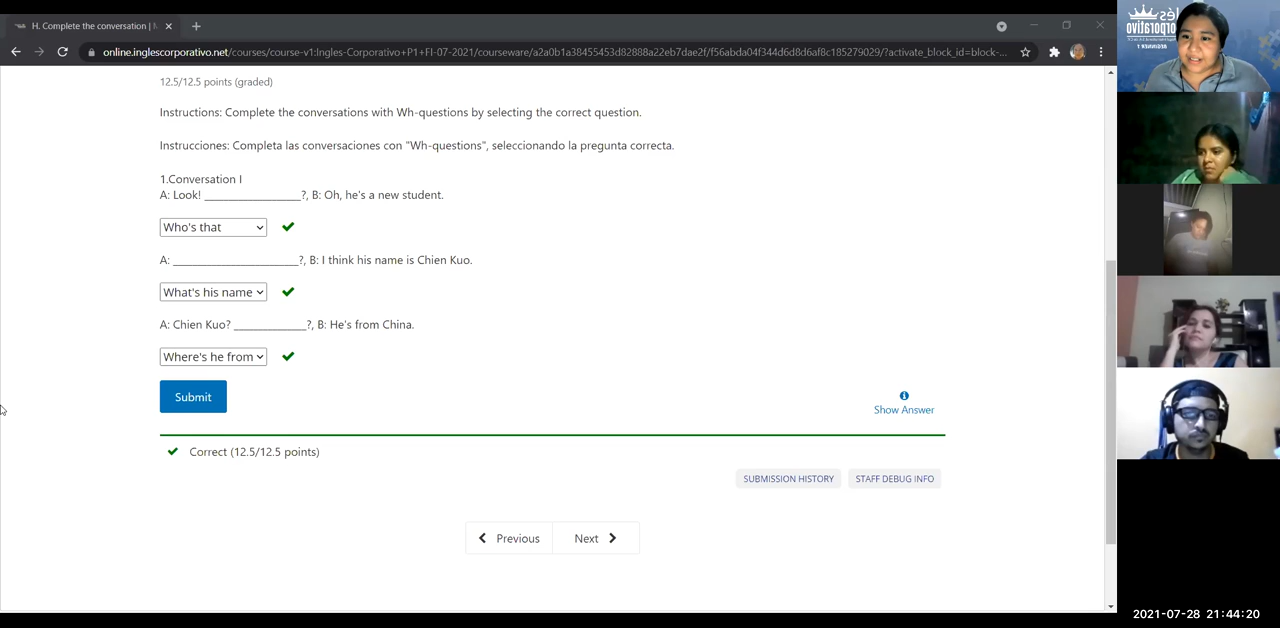 H. Complete the conversation |
online.inglescorporativo.net/courses/course-v1:Ingles-Corporativo+P1+FI-07-2021/courseware/a2a0b1a38455453d82888a22eb7dae2f/f56abda04f344d6d8d6af8c185279029/?activate_block_id=block-...
12.5/12.5 points (graded)
Instructions: Complete the conversations with Wh-questions by selecting the correct question.
Instrucciones: Completa las conversaciones con "Wh-questions", seleccionando la pregunta correcta.
1.Conversation I
A: Look! ________________?, B: Oh, he's a new student.
Who's that
A: _____________________?, B: I think his name is Chien Kuo.
What's his name
A: Chien Kuo? ____________?, B: He's from China.
Where's he from
Submit
Show Answer
Correct (12.5/12.5 points)
SUBMISSION HISTORY
STAFF DEBUG INFO
Previous
Next
2021-07-28 21:44:20